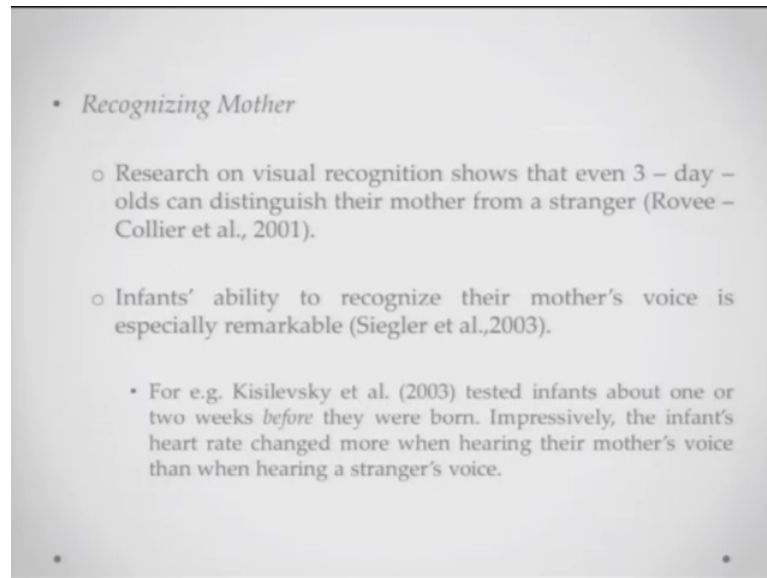 • Recognizing Mother
o Research on visual recognition shows that even 3 – day –
olds can distinguish their mother from a stranger (Rovee –
Collier et al., 2001).
o Infants’ ability to recognize their mother’s voice is
especially remarkable (Siegler et al.,2003).
• For e.g. Kisilevsky et al. (2003) tested infants about one or
two weeks before they were born. Impressively, the infant’s
heart rate changed more when hearing their mother’s voice
than when hearing a stranger’s voice.